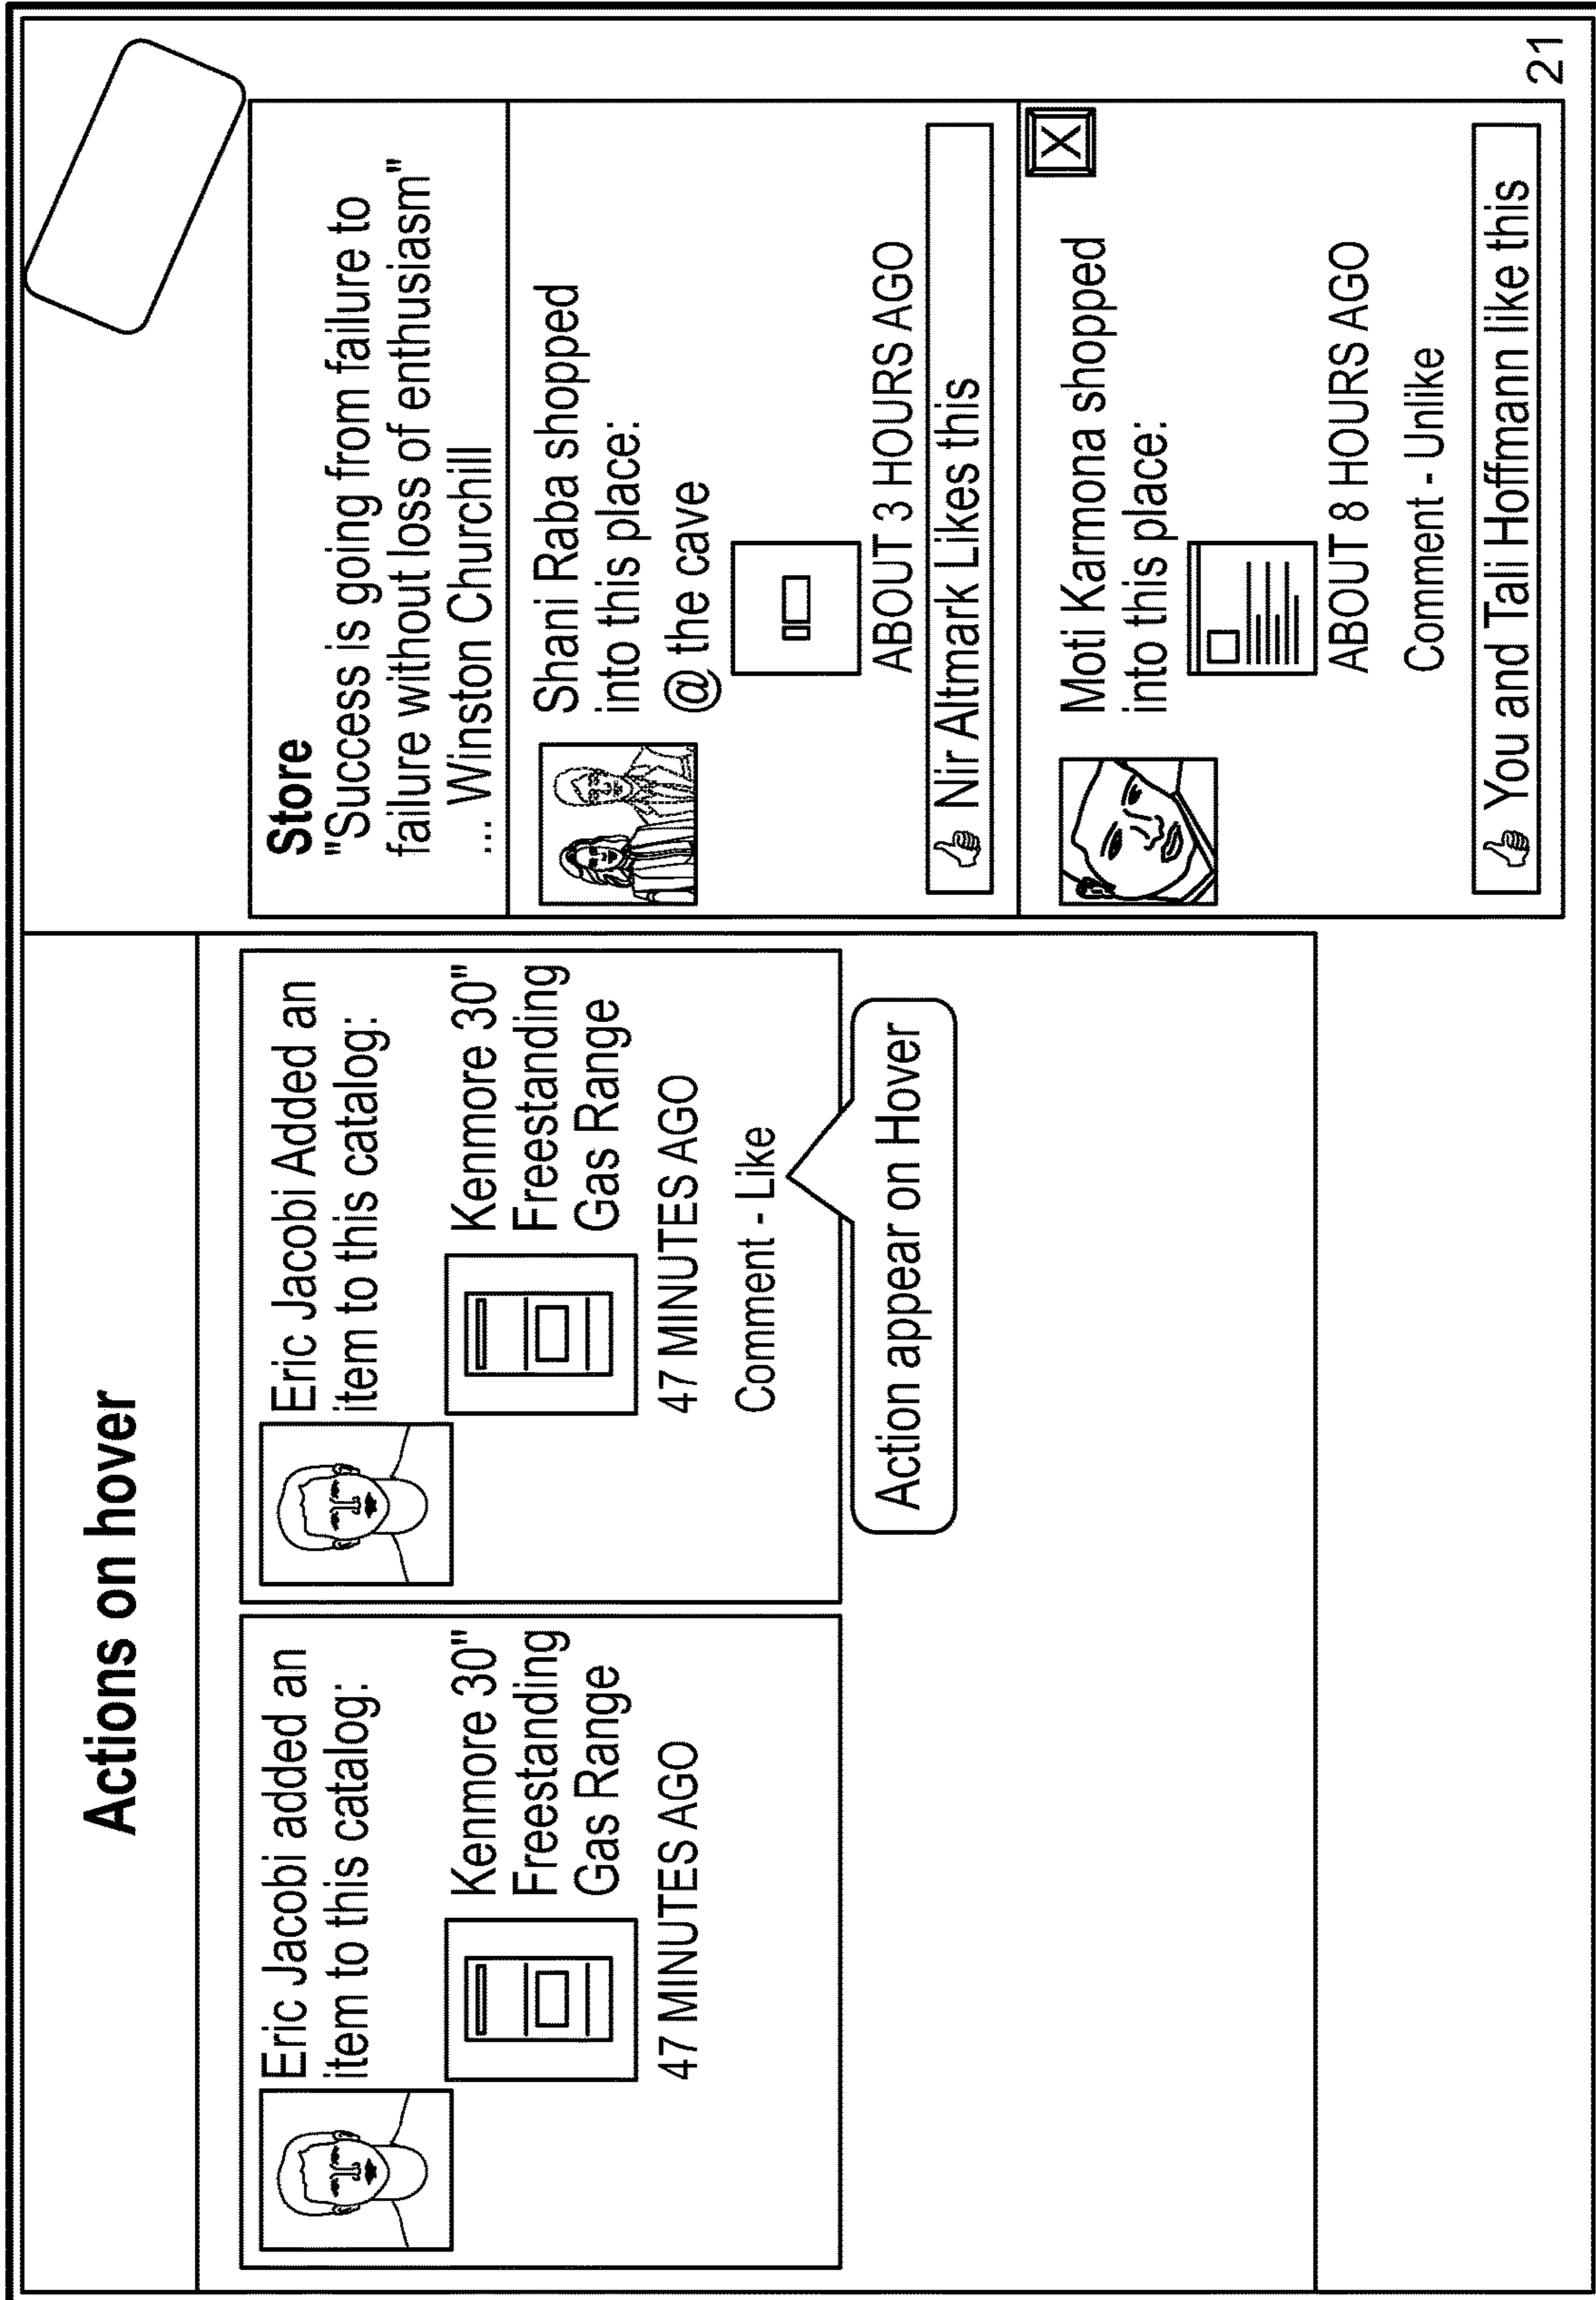 Actions on hover
Eric Jacobi added an
item to this catalog:
Kenmore 30"
Freestanding
Gas Range
47 MINUTES AGO
Eric Jacobi Added an
item to this catalog:
Kenmore 30"
Freestanding
Gas Range
47 MINUTES AGO
Comment - Like
Action appear on Hover
Store
"Success is going from failure to
failure without loss of enthusiasm"
... Winston Churchill
Shani Raba shopped
into this place:
@ the cave
ABOUT 3 HOURS AGO
Nir Altmark Likes this
X
Moti Karmona shopped
into this place:
ABOUT 8 HOURS AGO
Comment - Unlike
You and Tali Hoffmann like this
21